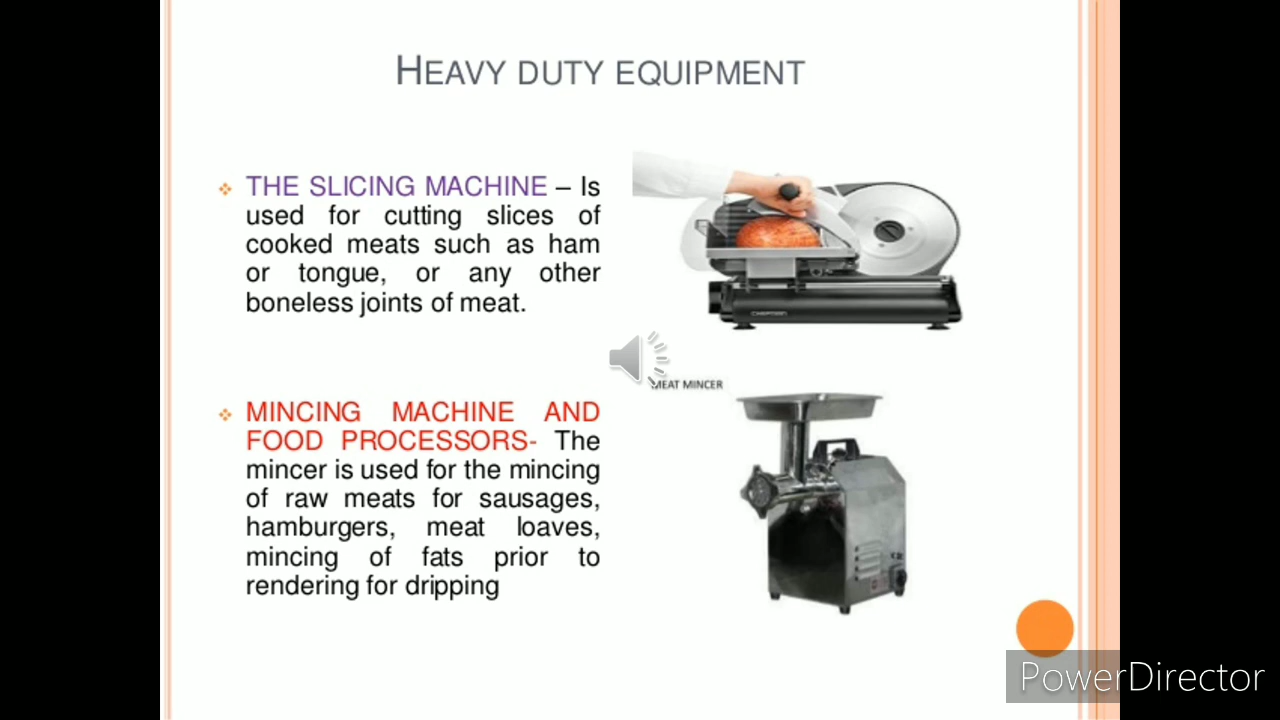 HEAVY DUTY EQUIPMENT
THE SLICING MACHINE – Is
used for cutting slices of
cooked meats such as ham
or tongue, or any other
boneless joints of meat.
MEAT MINCER
MINCING MACHINE AND
FOOD PROCESSORS- The
mincer is used for the mincing
of raw meats for sausages,
hamburgers, meat loaves,
mincing of fats prior to
rendering for dripping
PowerDirector